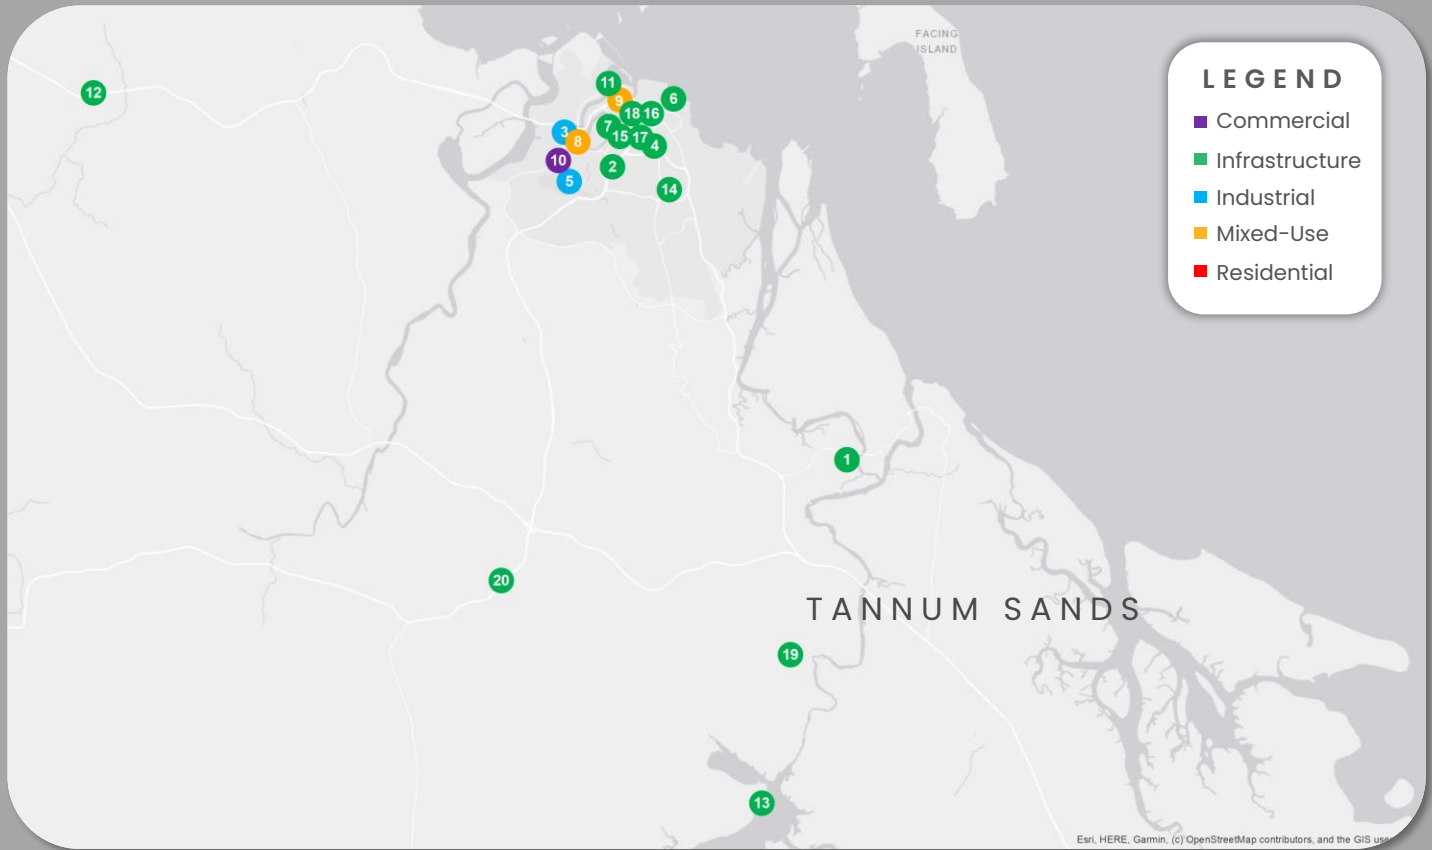 FACING
ISLAND
LEGEND
Commercial
Infrastructure
Industrial
Mixed-Use
Residential
12
11
9
6
18
16
7
3
15
17
8
4
10
2
5
14
1
20
TANNUM SANDS
19
13
Esri, HERE, Garmin, (c) OpenStreetMap contributors, and the GIS use